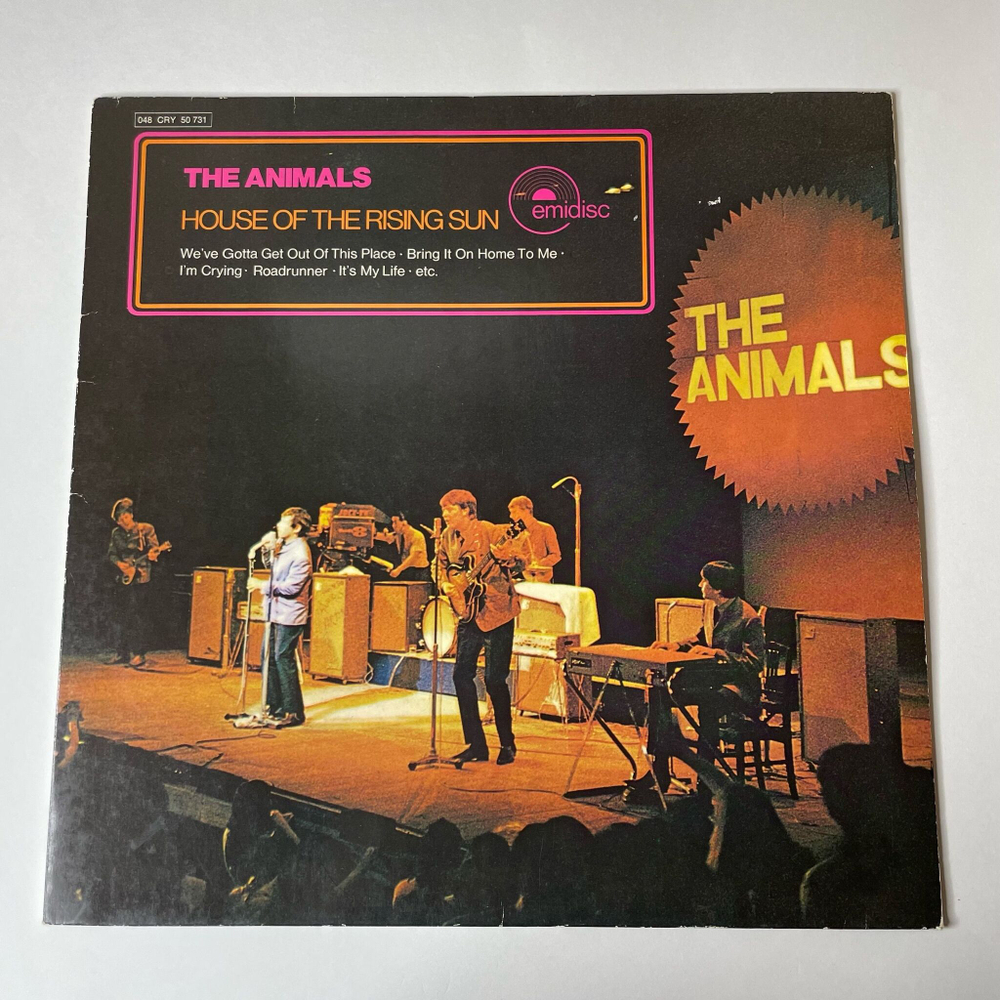 048 CRY 50 731
THE ANIMALS
HOUSE OF THE RISING SUN
emidisc
We've Gotta Get Out Of This Place · Bring It On Home To Me ·
I'm Crying · Roadrunner · It's My Life · etc.
THE
ANIMALS